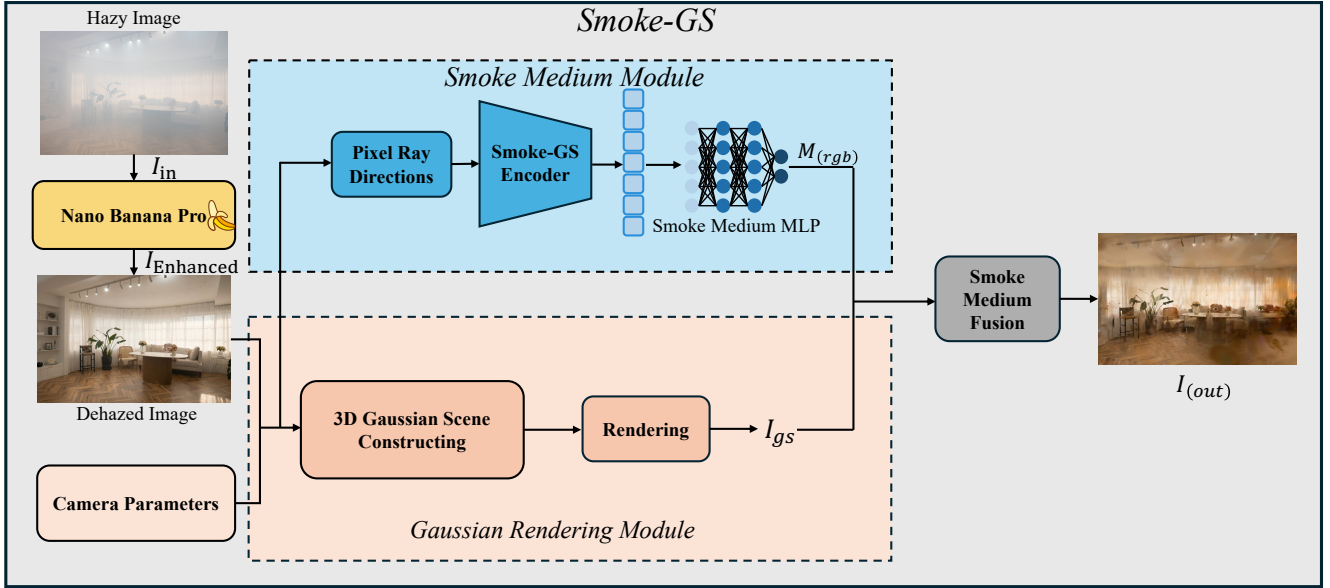 Smoke-GS
Hazy Image
I_in
Nano Banana Pro
I_Enhanced
Dehazed Image
Camera Parameters
Smoke Medium Module
Pixel Ray
Directions
Smoke-GS
Encoder
Smoke Medium MLP
M_(rgb)
3D Gaussian Scene
Constructing
Rendering
I_gs
Gaussian Rendering Module
Smoke
Medium
Fusion
I_(out)